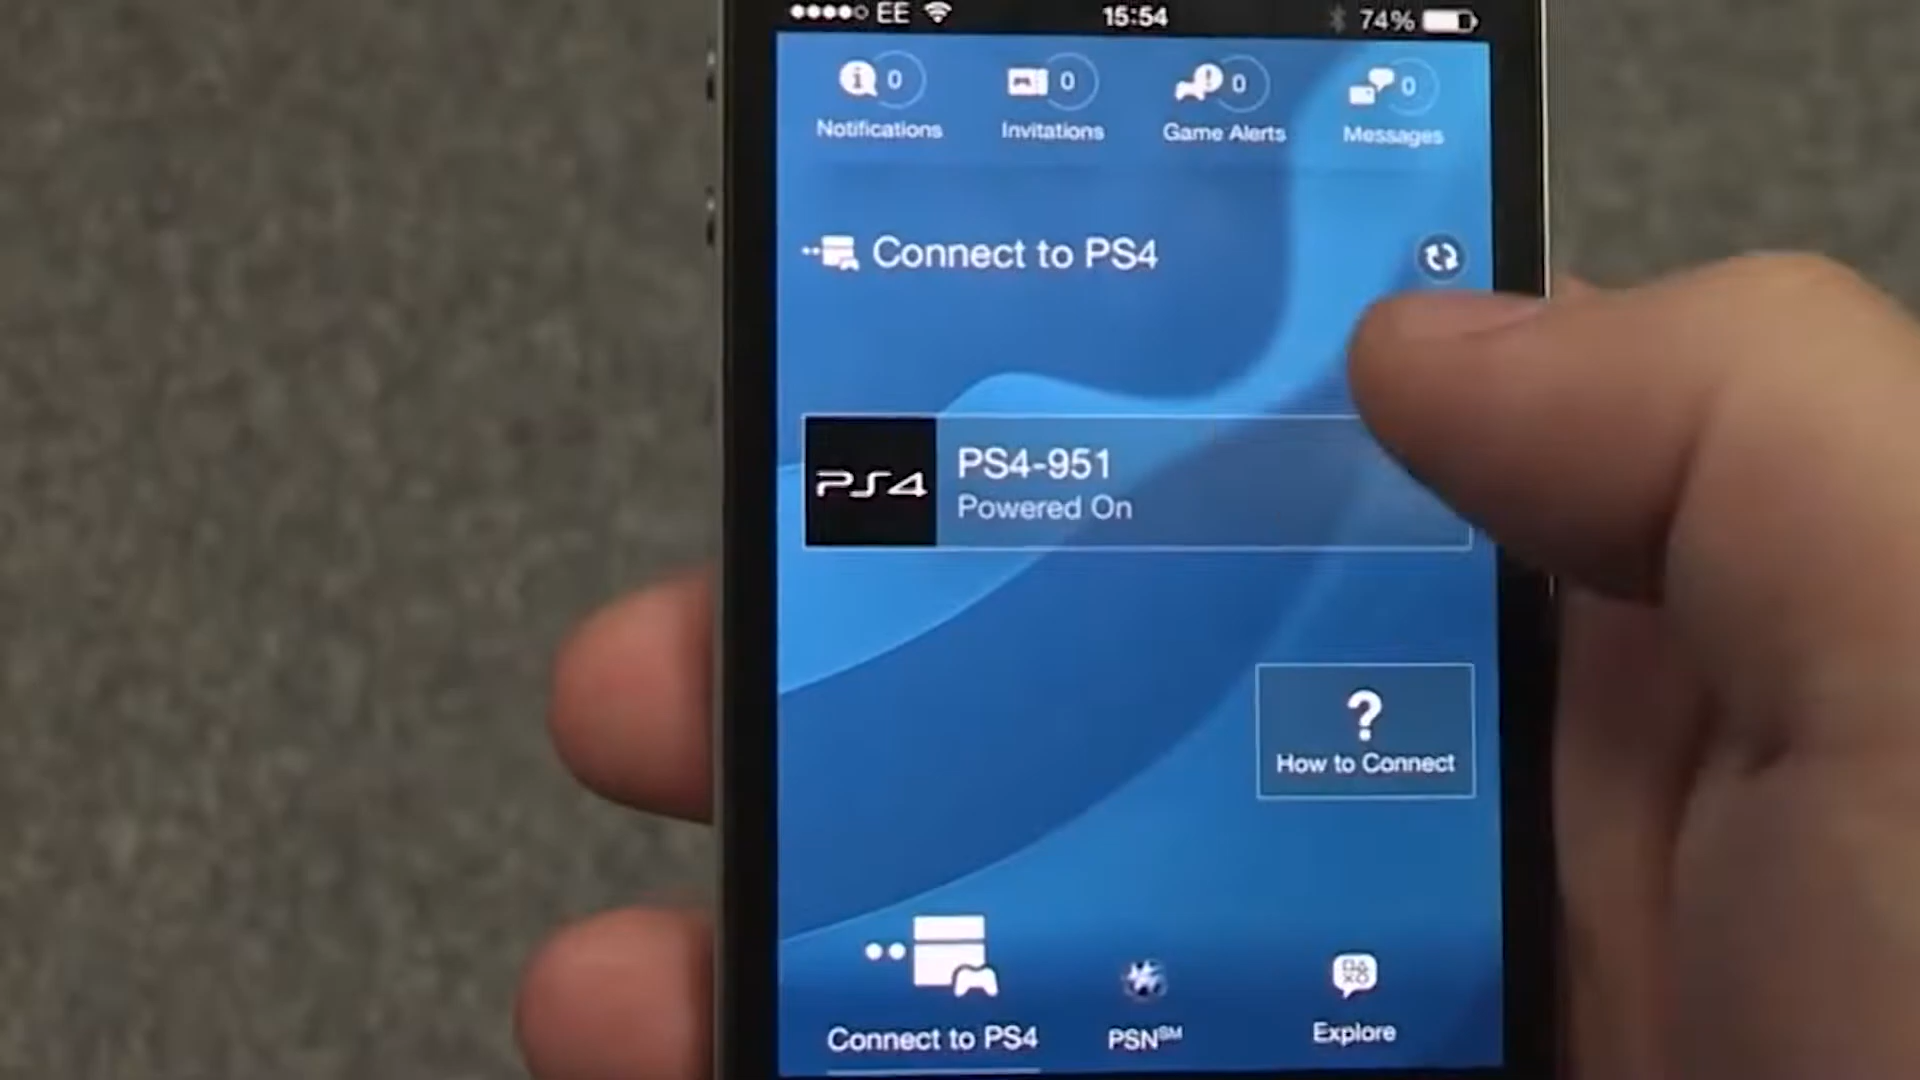 EE 15:54 74%
0 0 0 0
Notifications Invitations Game Alerts Messages
Connect to PS4
PS4
PS4-951
Powered On
?
How to Connect
Connect to PS4 PSN℠ Explore